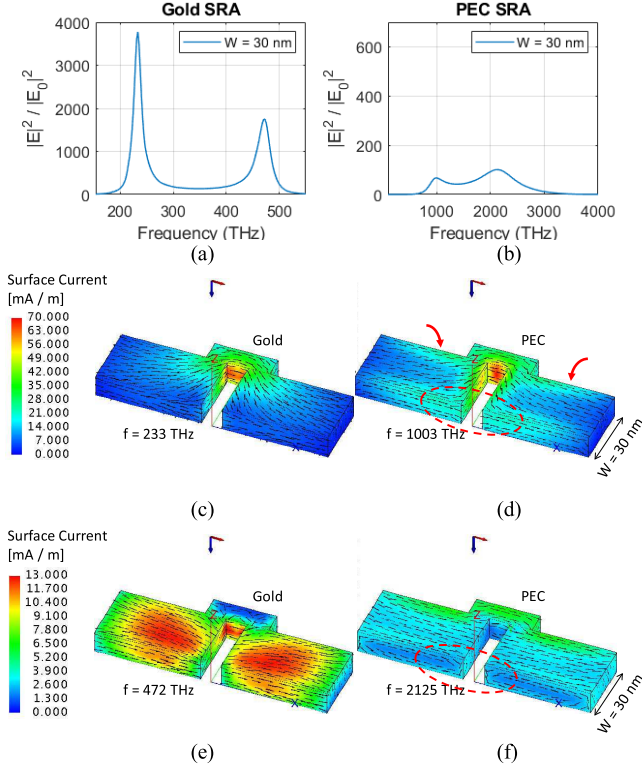 Gold SRA
4000
3000
2000
1000
0
|E|² / |E₀|²
W = 30 nm
200
400
Frequency (THz)
(a)
PEC SRA
600
400
200
0
|E|² / |E₀|²
W = 30 nm
1000
2000
3000
4000
Frequency (THz)
(b)
Surface Current
[mA / m]
70.000
63.000
56.000
49.000
42.000
35.000
28.000
21.000
14.000
7.000
0.000
Gold
Z
X
f = 233 THz
(c)
PEC
Z
X
f = 1003 THz
W = 30 nm
(d)
Surface Current
[mA / m]
13.000
11.700
10.400
9.100
7.800
6.500
5.200
3.900
2.600
1.300
0.000
Gold
Z
X
f = 472 THz
(e)
PEC
Z
X
f = 2125 THz
W = 30 nm
(f)